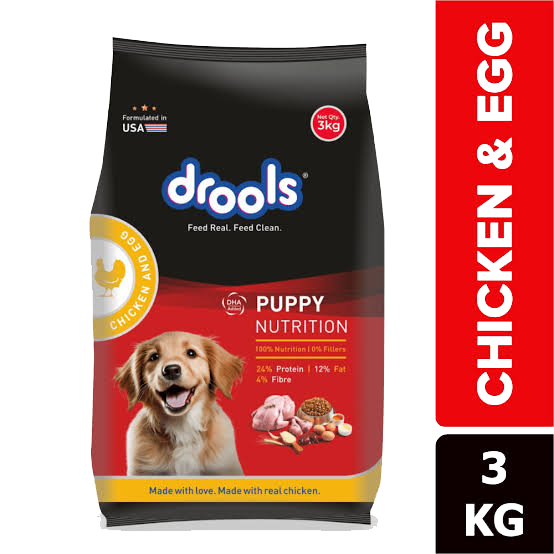 Formulated in
USA
Net Qty.
3kg
drools®
Feed Real. Feed Clean.
CHICKEN AND EGG
DHA
Added
PUPPY
NUTRITION
100% Nutrition | 0% Fillers
24% Protein | 12% Fat
4% Fibre
Made with love. Made with real chicken.
CHICKEN & EGG
3
KG